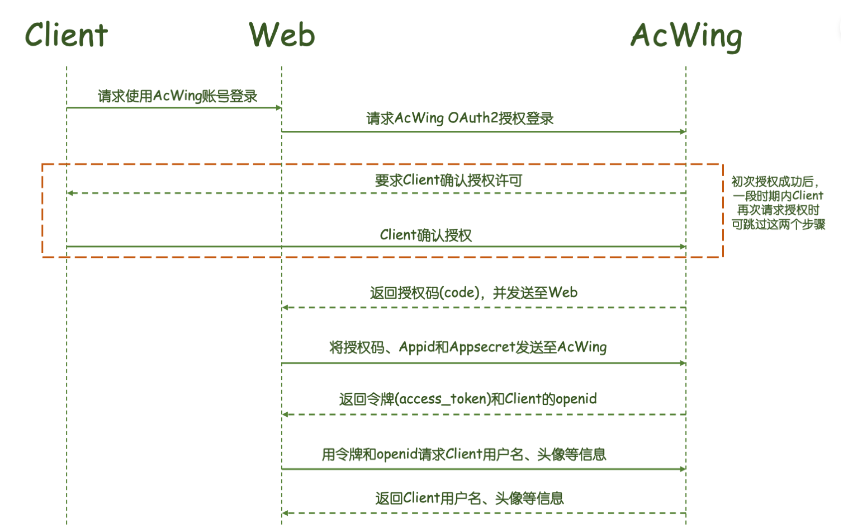 Client
Web
AcWing
请求使用AcWing账号登录
请求AcWing OAuth2授权登录
要求Client确认授权许可
初次授权成功后，
一段时期内Client
再次请求授权时
可跳过这两个步骤
Client确认授权
返回授权码(code)，并发送至Web
将授权码、Appid和Appsecret发送至AcWing
返回令牌(access_token)和Client的openid
用令牌和openid请求Client用户名、头像等信息
返回Client用户名、头像等信息